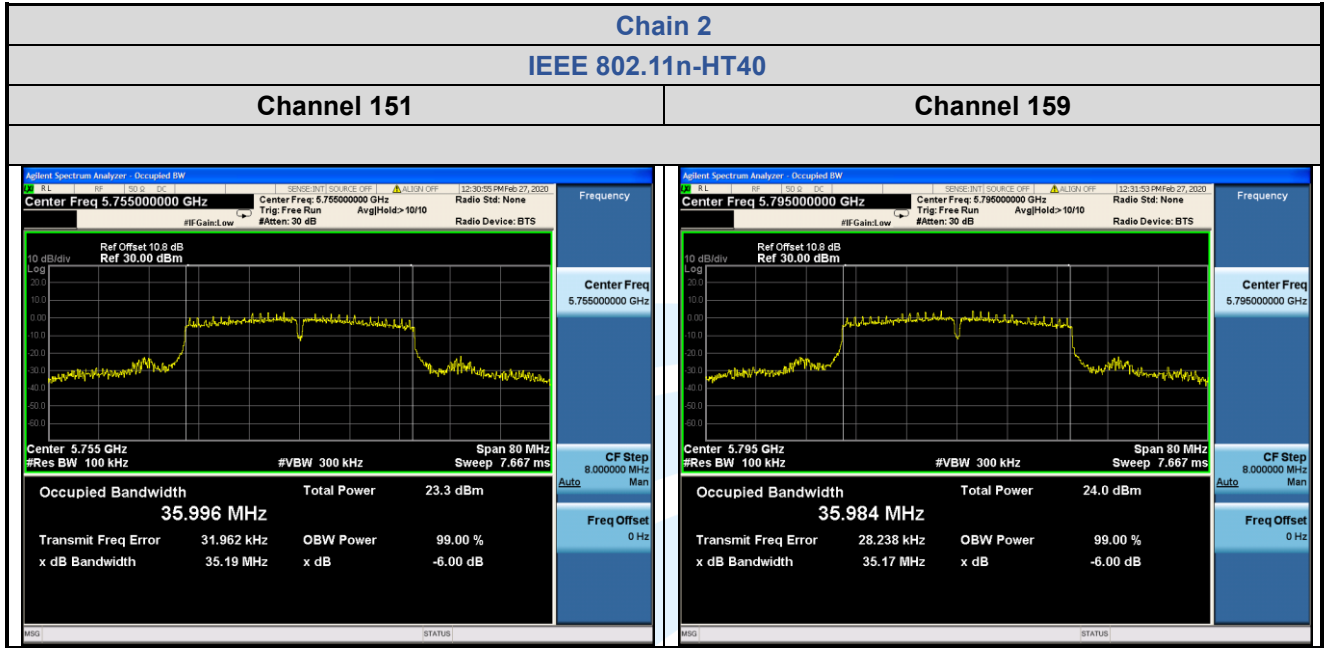 Chain 2
IEEE 802.11n-HT40
Channel 151
Channel 159
Agilent Spectrum Analyzer - Occupied BW
RL RF 50 Ω DC SENSE:INT SOURCE OFF ALIGN OFF 12:30:55 PM Feb 27, 2020
Center Freq 5.755000000 GHz
Center Freq: 5.755000000 GHz
Radio Std: None
Trig: Free Run Avg|Hold:> 10/10
#IFGain:Low #Atten: 30 dB Radio Device: BTS
Ref Offset 10.8 dB
10 dB/div Ref 30.00 dBm
Log
20.0
10.0
0.00
-10.0
-20.0
-30.0
-40.0
-50.0
-60.0
Center 5.755 GHz Span 80 MHz
#Res BW 100 kHz #VBW 300 kHz Sweep 7.667 ms
Occupied Bandwidth Total Power 23.3 dBm
35.996 MHz
Transmit Freq Error 31.962 kHz OBW Power 99.00 %
x dB Bandwidth 35.19 MHz x dB -6.00 dB
MSG STATUS
Frequency
Center Freq
5.755000000 GHz
CF Step
8.000000 MHz
Auto Man
Freq Offset
0 Hz
Agilent Spectrum Analyzer - Occupied BW
RL RF 50 Ω DC SENSE:INT SOURCE OFF ALIGN OFF 12:31:53 PM Feb 27, 2020
Center Freq 5.795000000 GHz
Center Freq: 5.795000000 GHz
Radio Std: None
Trig: Free Run Avg|Hold:> 10/10
#IFGain:Low #Atten: 30 dB Radio Device: BTS
Ref Offset 10.8 dB
10 dB/div Ref 30.00 dBm
Log
20.0
10.0
0.00
-10.0
-20.0
-30.0
-40.0
-50.0
-60.0
Center 5.795 GHz Span 80 MHz
#Res BW 100 kHz #VBW 300 kHz Sweep 7.667 ms
Occupied Bandwidth Total Power 24.0 dBm
35.984 MHz
Transmit Freq Error 28.238 kHz OBW Power 99.00 %
x dB Bandwidth 35.17 MHz x dB -6.00 dB
MSG STATUS
Frequency
Center Freq
5.795000000 GHz
CF Step
8.000000 MHz
Auto Man
Freq Offset
0 Hz